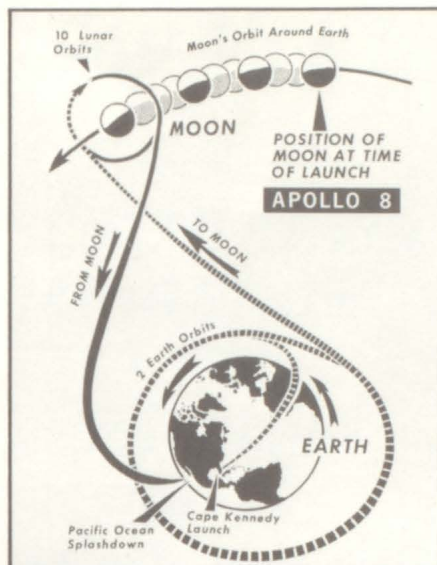 10 Lunar
Orbits
Moon's Orbit Around Earth
MOON
POSITION OF
MOON AT TIME
OF LAUNCH
APOLLO 8
TO MOON
FROM MOON
2 Earth Orbits
EARTH
Cape Kennedy
Launch
Pacific Ocean
Splashdown